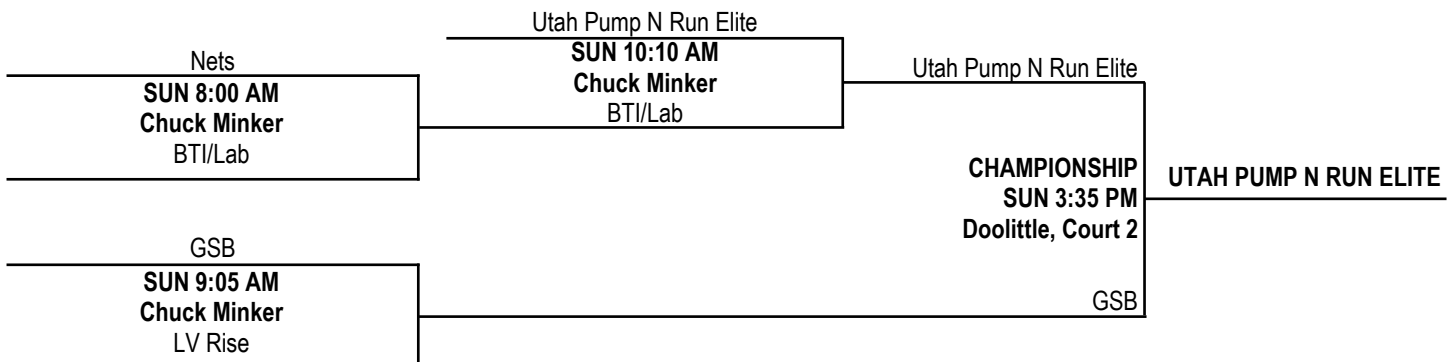 Utah Pump N Run Elite
SUN 10:10 AM
Chuck Minker
BTI/Lab
Nets
SUN 8:00 AM
Chuck Minker
BTI/Lab
Utah Pump N Run Elite
CHAMPIONSHIP
SUN 3:35 PM
Doolittle, Court 2
UTAH PUMP N RUN ELITE
GSB
SUN 9:05 AM
Chuck Minker
LV Rise
GSB